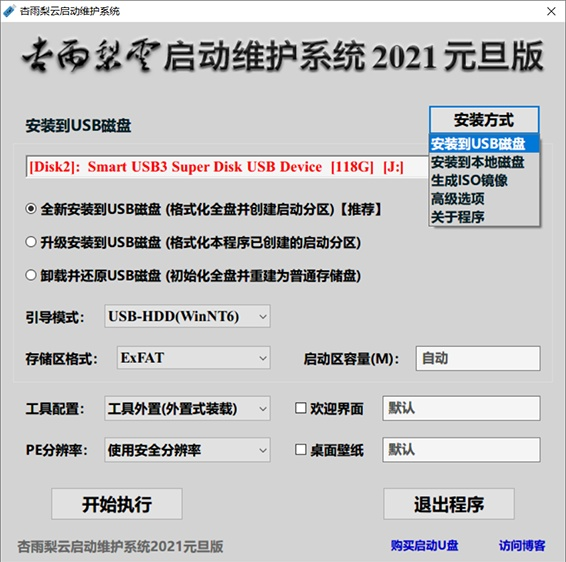 杏雨梨云启动维护系统
杏雨梨雲启动维护系统 2021 元旦版
安装到USB磁盘
安装方式
安装到USB磁盘
安装到本地磁盘
生成ISO镜像
高级选项
关于程序
[Disk2]: Smart USB3 Super Disk USB Device [118G] [J:]
全新安装到USB磁盘 (格式化全盘并创建启动分区)【推荐】
升级安装到USB磁盘 (格式化本程序已创建的启动分区)
卸载并还原USB磁盘 (初始化全盘并重建为普通存储盘)
引导模式： USB-HDD(WinNT6)
存储区格式： ExFAT 启动区容量(M)： 自动
工具配置： 工具外置(外置式装载) 欢迎界面 默认
PE分辨率： 使用安全分辨率 桌面壁纸 默认
开始执行 退出程序
杏雨梨云启动维护系统2021元旦版 购买启动U盘 访问博客